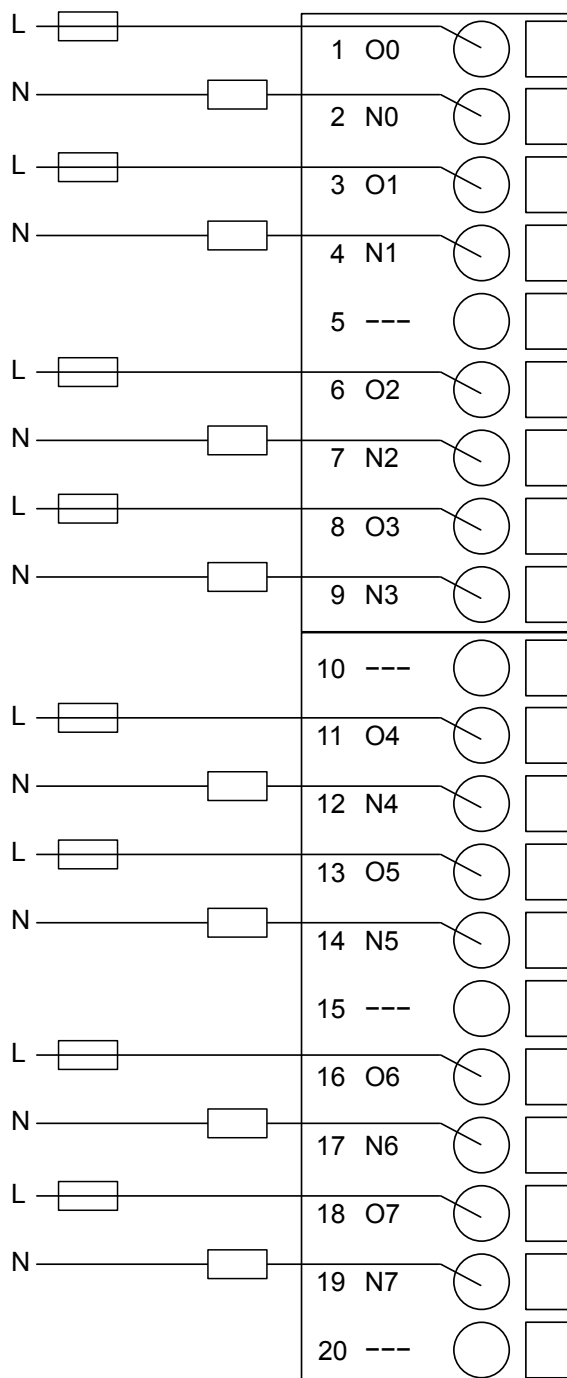 L
1 O0
N
2 N0
L
3 O1
N
4 N1
5 ---
L
6 O2
N
7 N2
L
8 O3
N
9 N3
10 ---
L
11 O4
N
12 N4
L
13 O5
N
14 N5
15 ---
L
16 O6
N
17 N6
L
18 O7
N
19 N7
20 ---